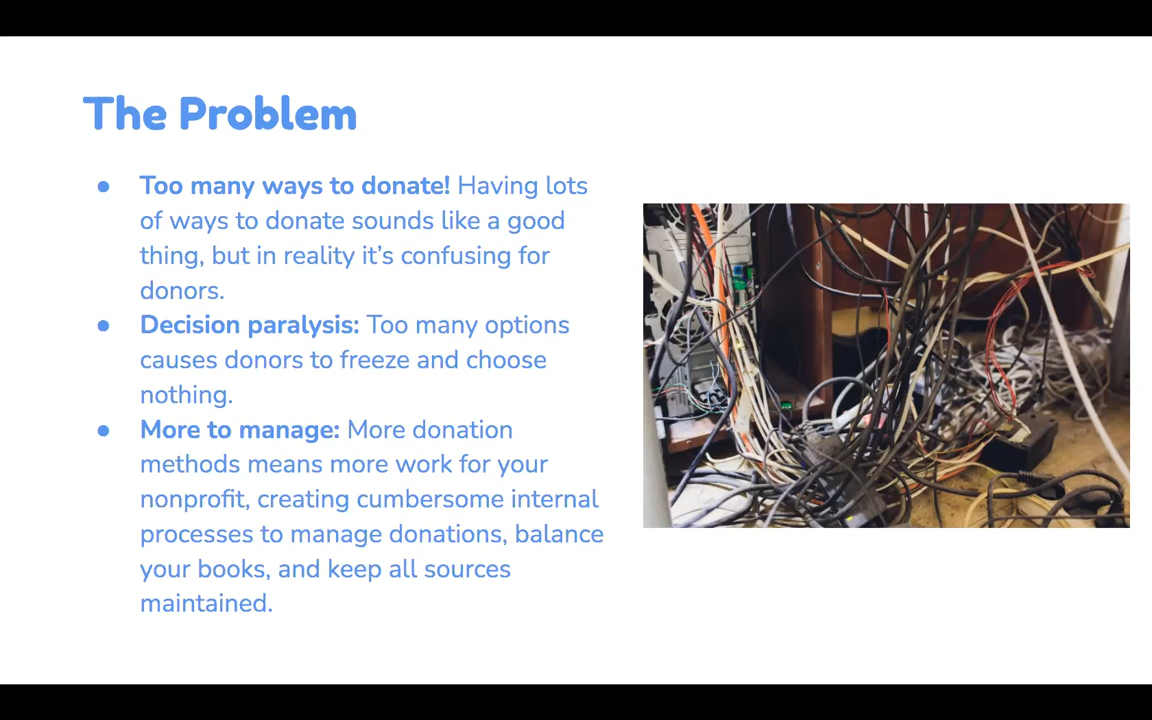 The Problem
● Too many ways to donate! Having lots
of ways to donate sounds like a good
thing, but in reality it’s confusing for
donors.
● Decision paralysis: Too many options
causes donors to freeze and choose
nothing.
● More to manage: More donation
methods means more work for your
nonprofit, creating cumbersome internal
processes to manage donations, balance
your books, and keep all sources
maintained.